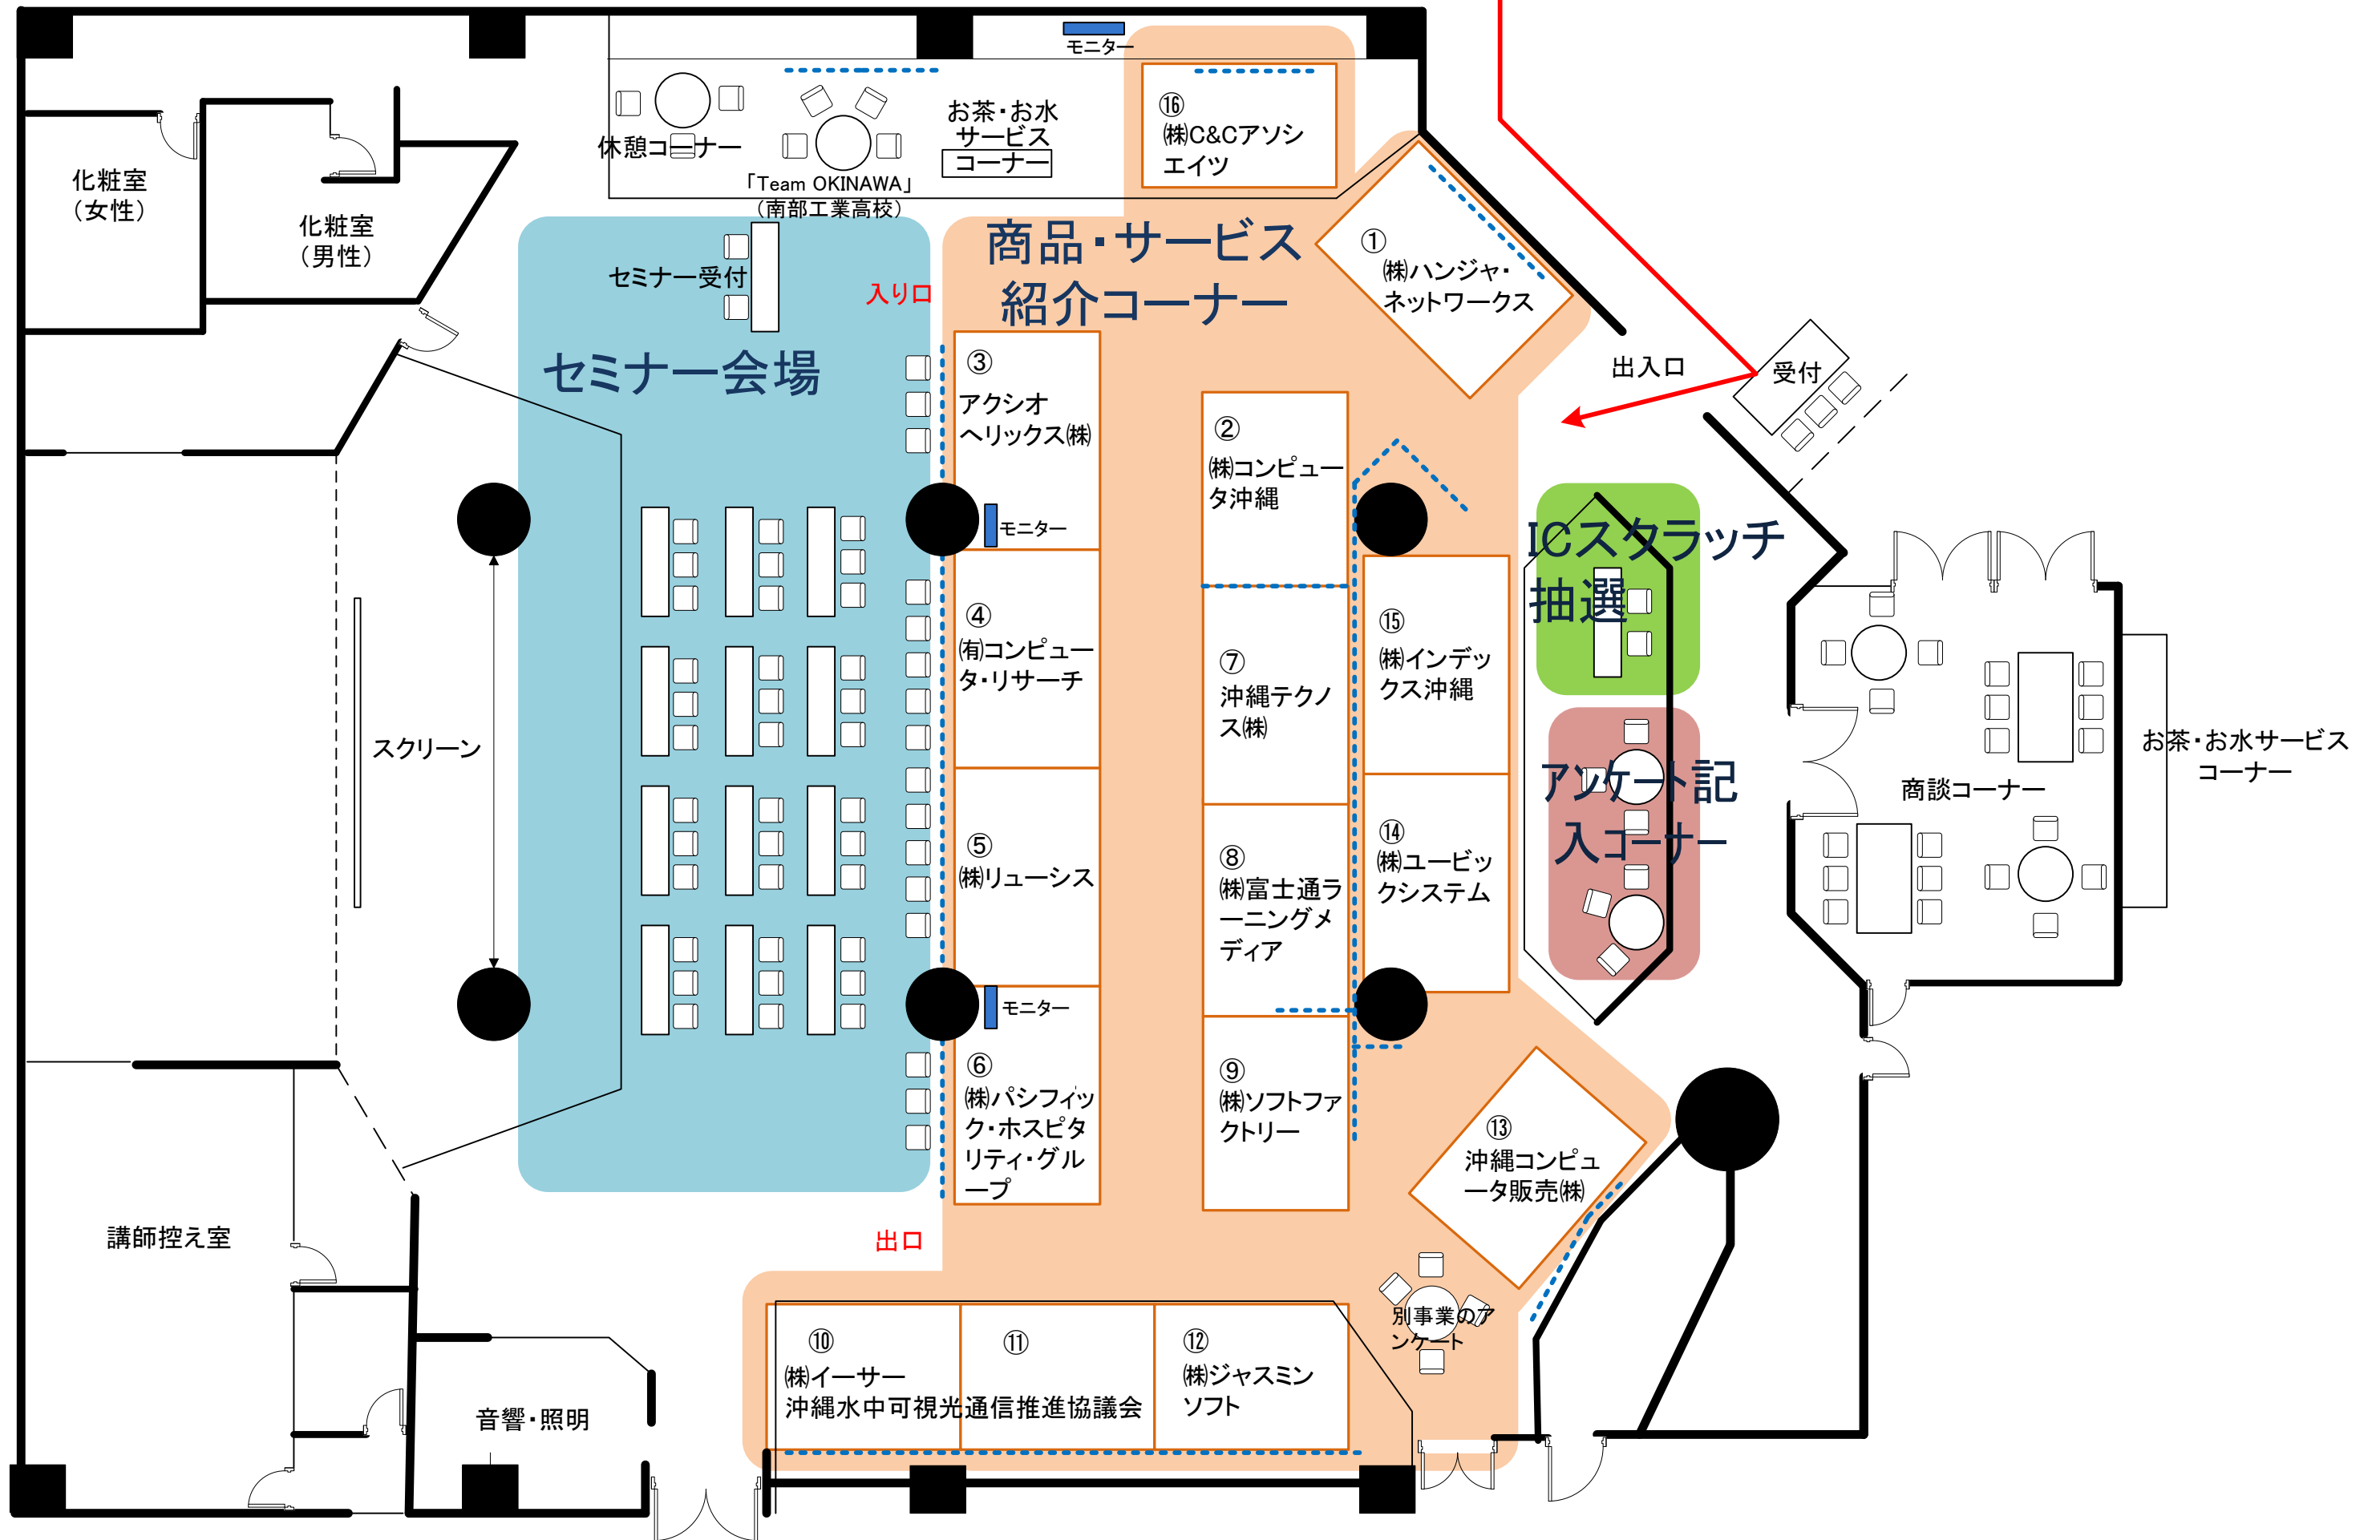 モニター
⑯
㈱C&Cアソシ
エイツ
お茶・お水
サービス
コーナー
休憩コーナー
「Team OKINAWA」
（南部工業高校）
化粧室
（女性）
化粧室
（男性）
商品・サービス
紹介コーナー
①
㈱ハンジャ・
ネットワークス
セミナー受付
入り口
セミナー会場
出入口
受付
③
アクシオ
ヘリックス㈱
②
㈱コンピュー
タ沖縄
モニター
ICスクラッチ
抽選
④
㈲コンピュー
タ・リサーチ
⑮
㈱インデッ
クス沖縄
⑦
沖縄テクノ
ス㈱
スクリーン
アンケート記
入コーナー
お茶・お水サービス
コーナー
商談コーナー
⑤
㈱リューシス
⑧
㈱富士通ラ
ーニングメ
ディア
⑭
㈱ユービッ
クシステム
モニター
⑥
㈱パシフィッ
ク・ホスピタ
リティ・グル
ープ
⑨
㈱ソフトファ
クトリー
⑬
沖縄コンピュ
ータ販売㈱
講師控え室
出口
別事業のア
ンケート
⑩
㈱イーサー
⑪
沖縄水中可視光通信推進協議会
⑫
㈱ジャスミン
ソフト
音響・照明